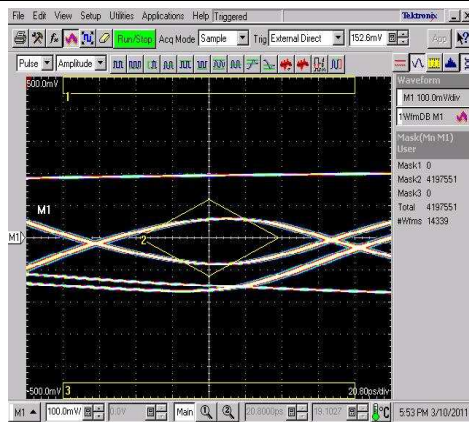 File Edit View Setup Utilities Applications Help Triggered Tektronix
Run/Stop Acq Mode Sample Trig External Direct 152.6mV App
Pulse Amplitude
500.0mV
1
Waveform
M1 100.0mV/div
1WfmDB M1
Mask(Mn M1)
User
Mask1 0
Mask2 4197551
Mask3 0
Total 4197551
#Wfms 14339
M1
2
M1
-500.0mV
3
20.80ps/div
M1 100.0mV/ 0.0V Main 20.8000ps 19.1027 °C 5:53 PM 3/10/2011